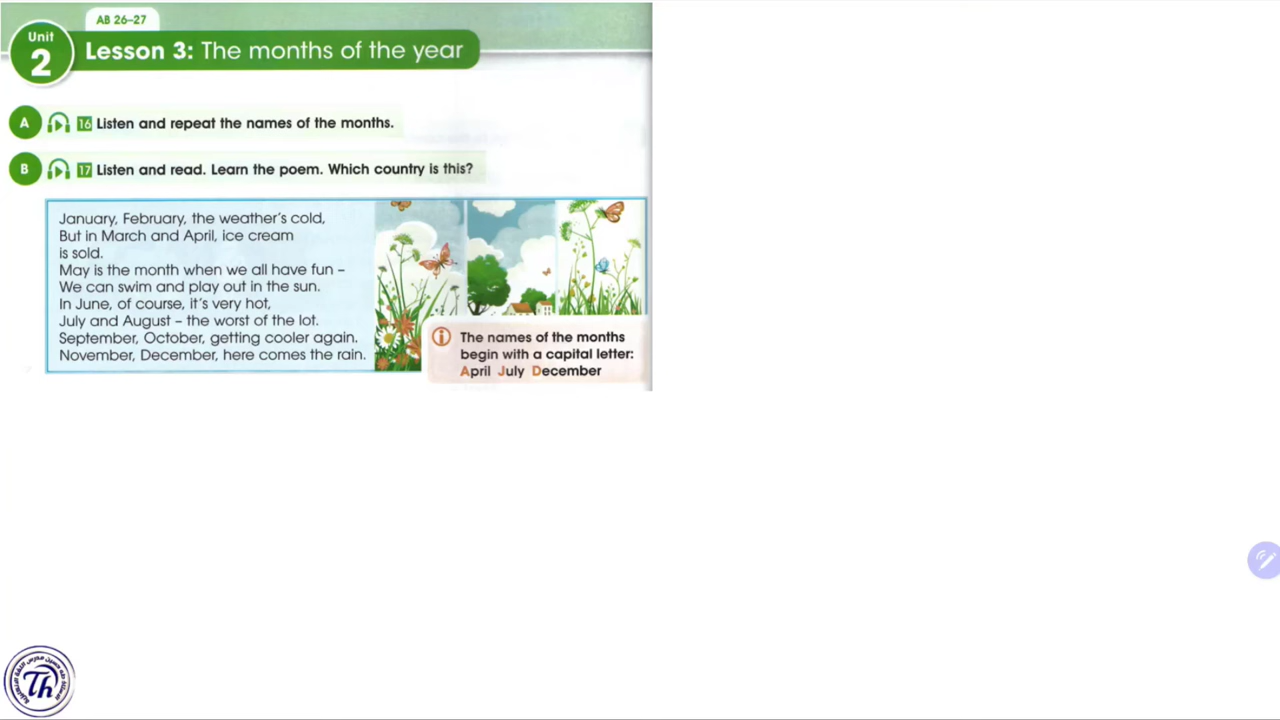 AB 26–27
Unit
2
Lesson 3: The months of the year
A
16 Listen and repeat the names of the months.
B
17 Listen and read. Learn the poem. Which country is this?
January, February, the weather's cold,
But in March and April, ice cream
is sold.
May is the month when we all have fun –
We can swim and play out in the sun.
In June, of course, it's very hot,
July and August – the worst of the lot.
September, October, getting cooler again.
November, December, here comes the rain.
i
The names of the months
begin with a capital letter:
April July December
Th